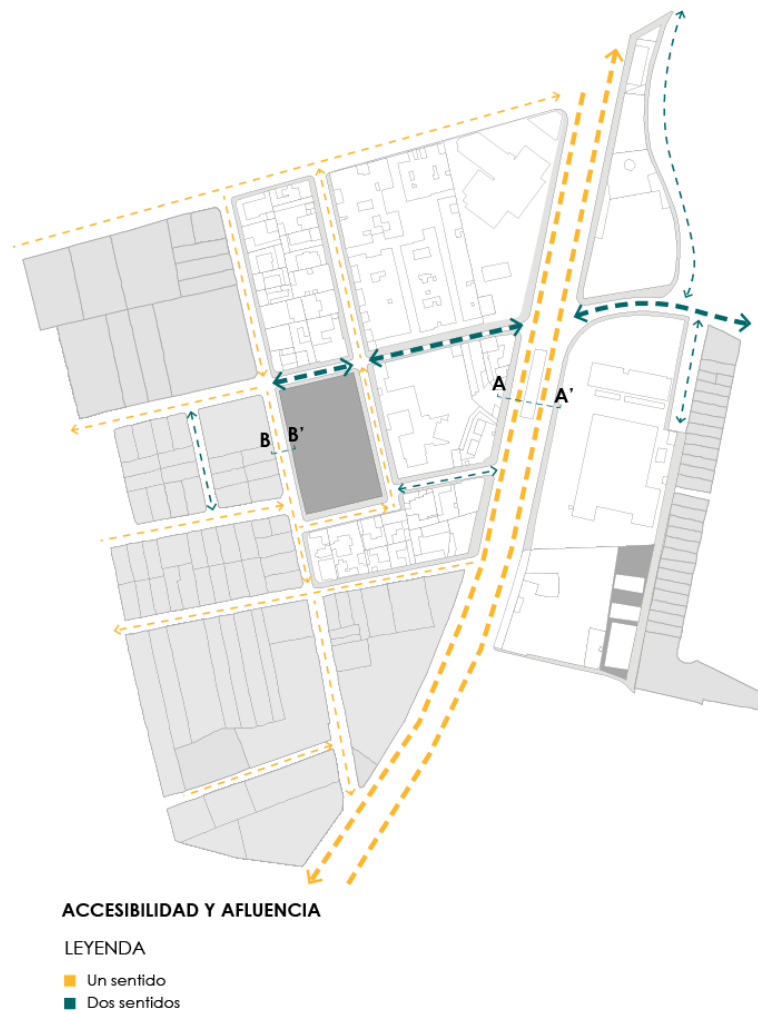 A
A'
B
B'
ACCESIBILIDAD Y AFLUENCIA
LEYENDA
Un sentido
Dos sentidos